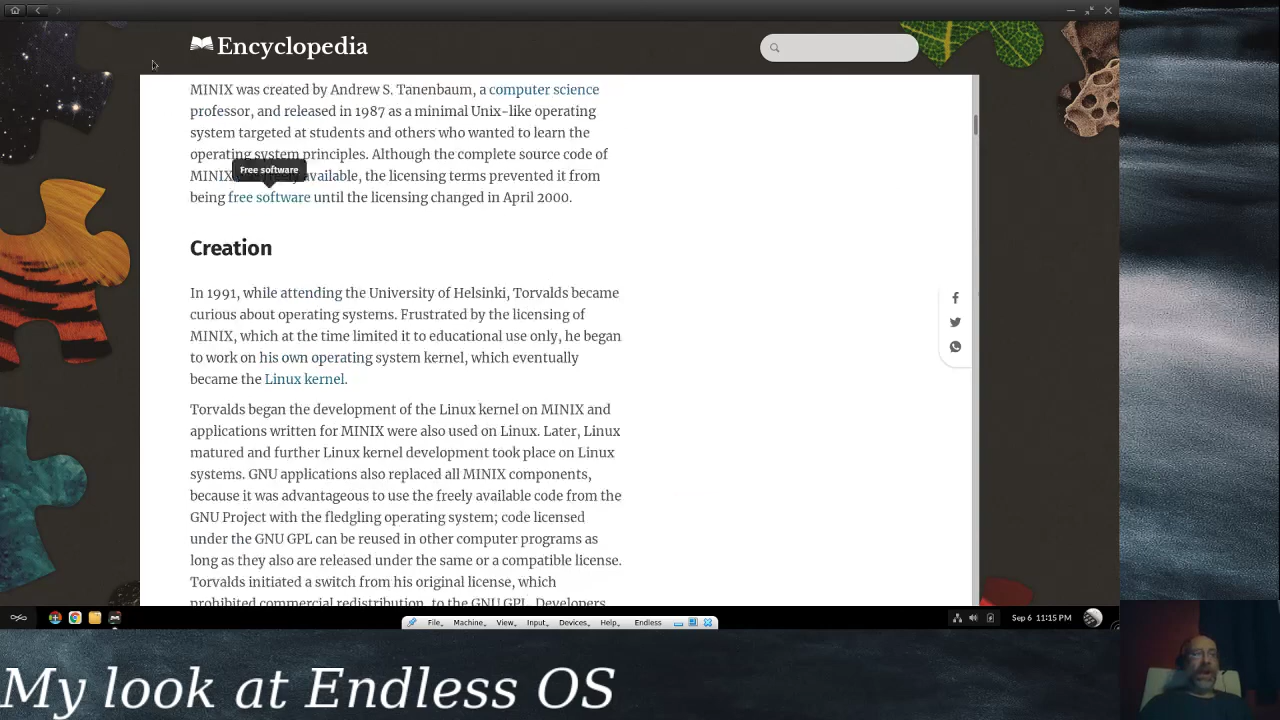 Encyclopedia
MINIX was created by Andrew S. Tanenbaum, a computer science
professor, and released in 1987 as a minimal Unix-like operating
system targeted at students and others who wanted to learn the
operating system principles. Although the complete source code of
Free software
MINIX available, the licensing terms prevented it from
being free software until the licensing changed in April 2000.
Creation
In 1991, while attending the University of Helsinki, Torvalds became
curious about operating systems. Frustrated by the licensing of
MINIX, which at the time limited it to educational use only, he began
to work on his own operating system kernel, which eventually
became the Linux kernel.
Torvalds began the development of the Linux kernel on MINIX and
applications written for MINIX were also used on Linux. Later, Linux
matured and further Linux kernel development took place on Linux
systems. GNU applications also replaced all MINIX components,
because it was advantageous to use the freely available code from the
GNU Project with the fledgling operating system; code licensed
under the GNU GPL can be reused in other computer programs as
long as they also are released under the same or a compatible license.
Torvalds initiated a switch from his original license, which
prohibited commercial redistribution, to the GNU GPL. Developers
File Machine View Input Devices Help Endless
Sep 6 11:15 PM
My look at Endless OS